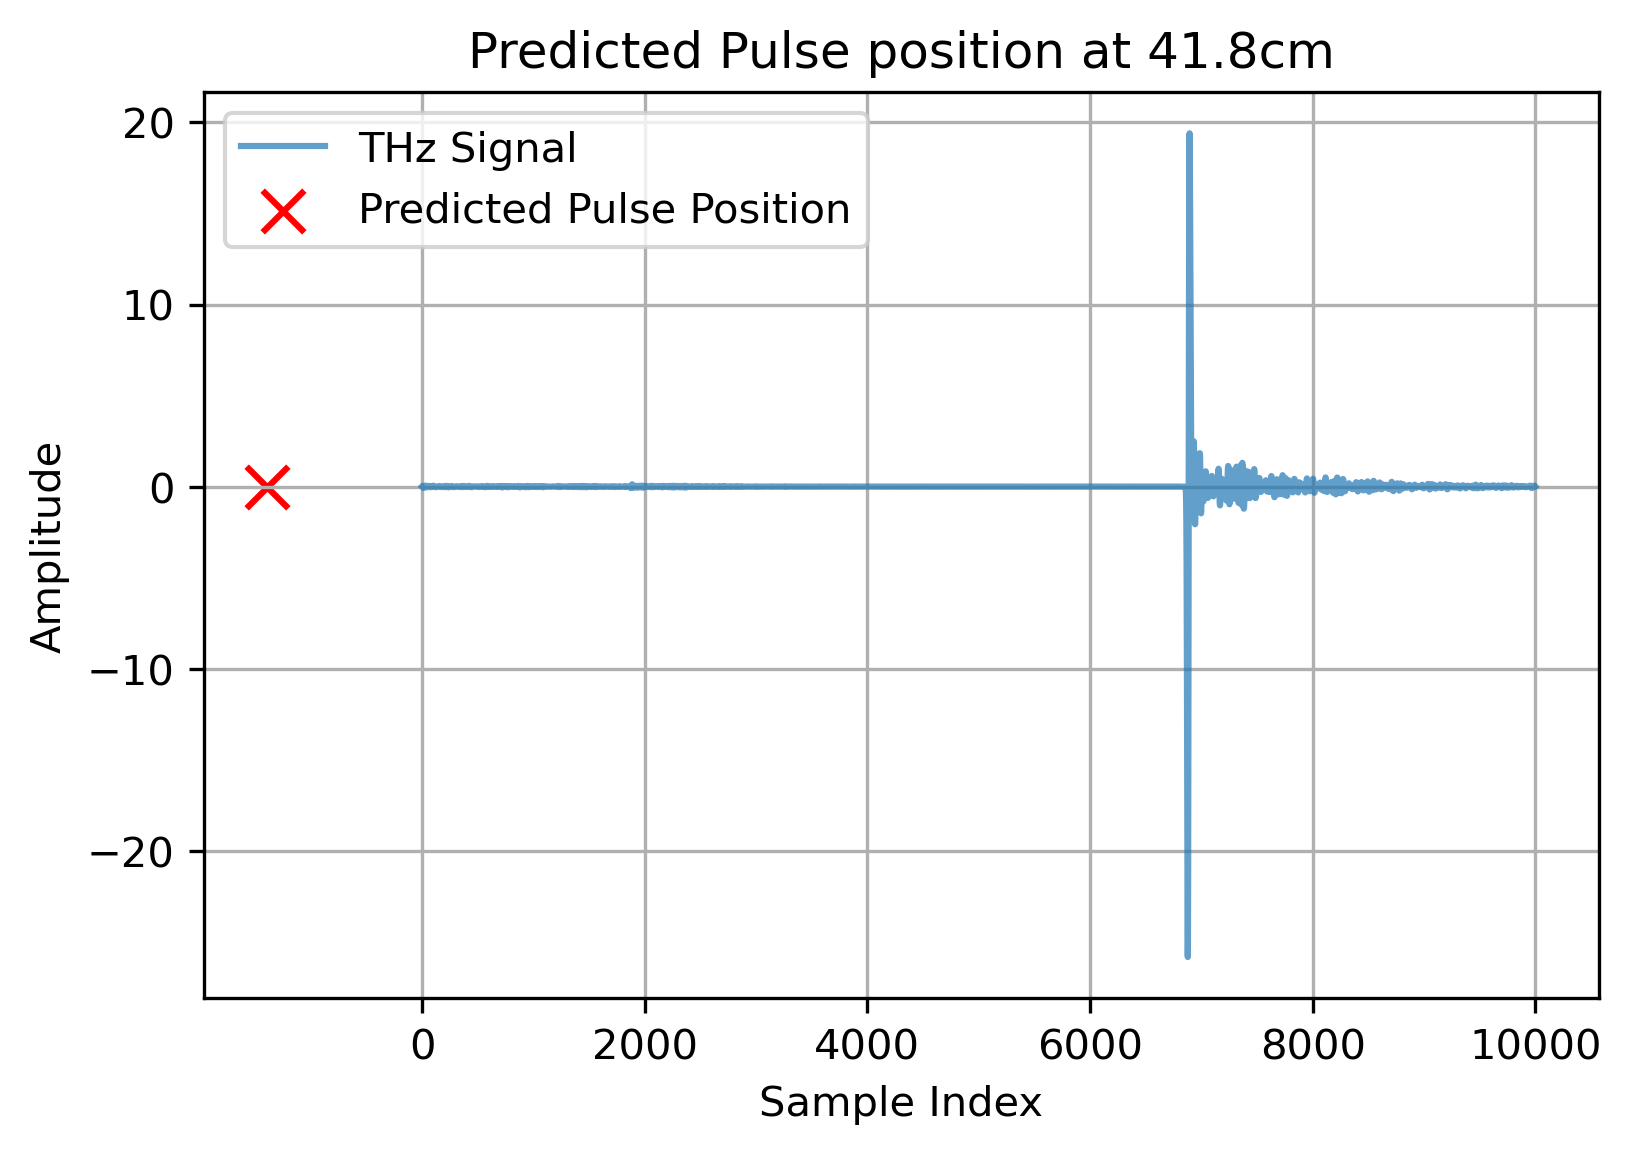 Predicted Pulse position at 41.8cm
THz Signal
Predicted Pulse Position
20
10
0
−10
−20
Amplitude
0 2000 4000 6000 8000 10000
Sample Index